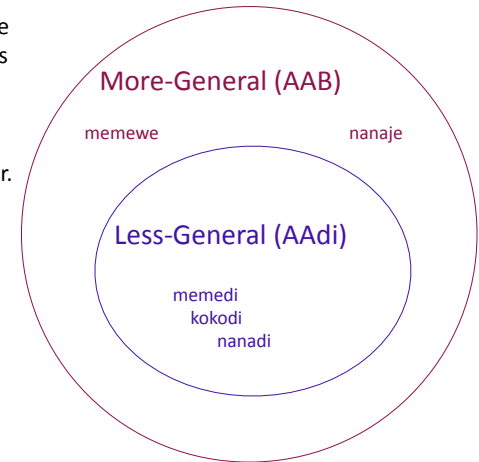 e
s
More-General (AAB)
memewe nanaje
r.
Less-General (AAdi)
memedi
kokodi
nanadi